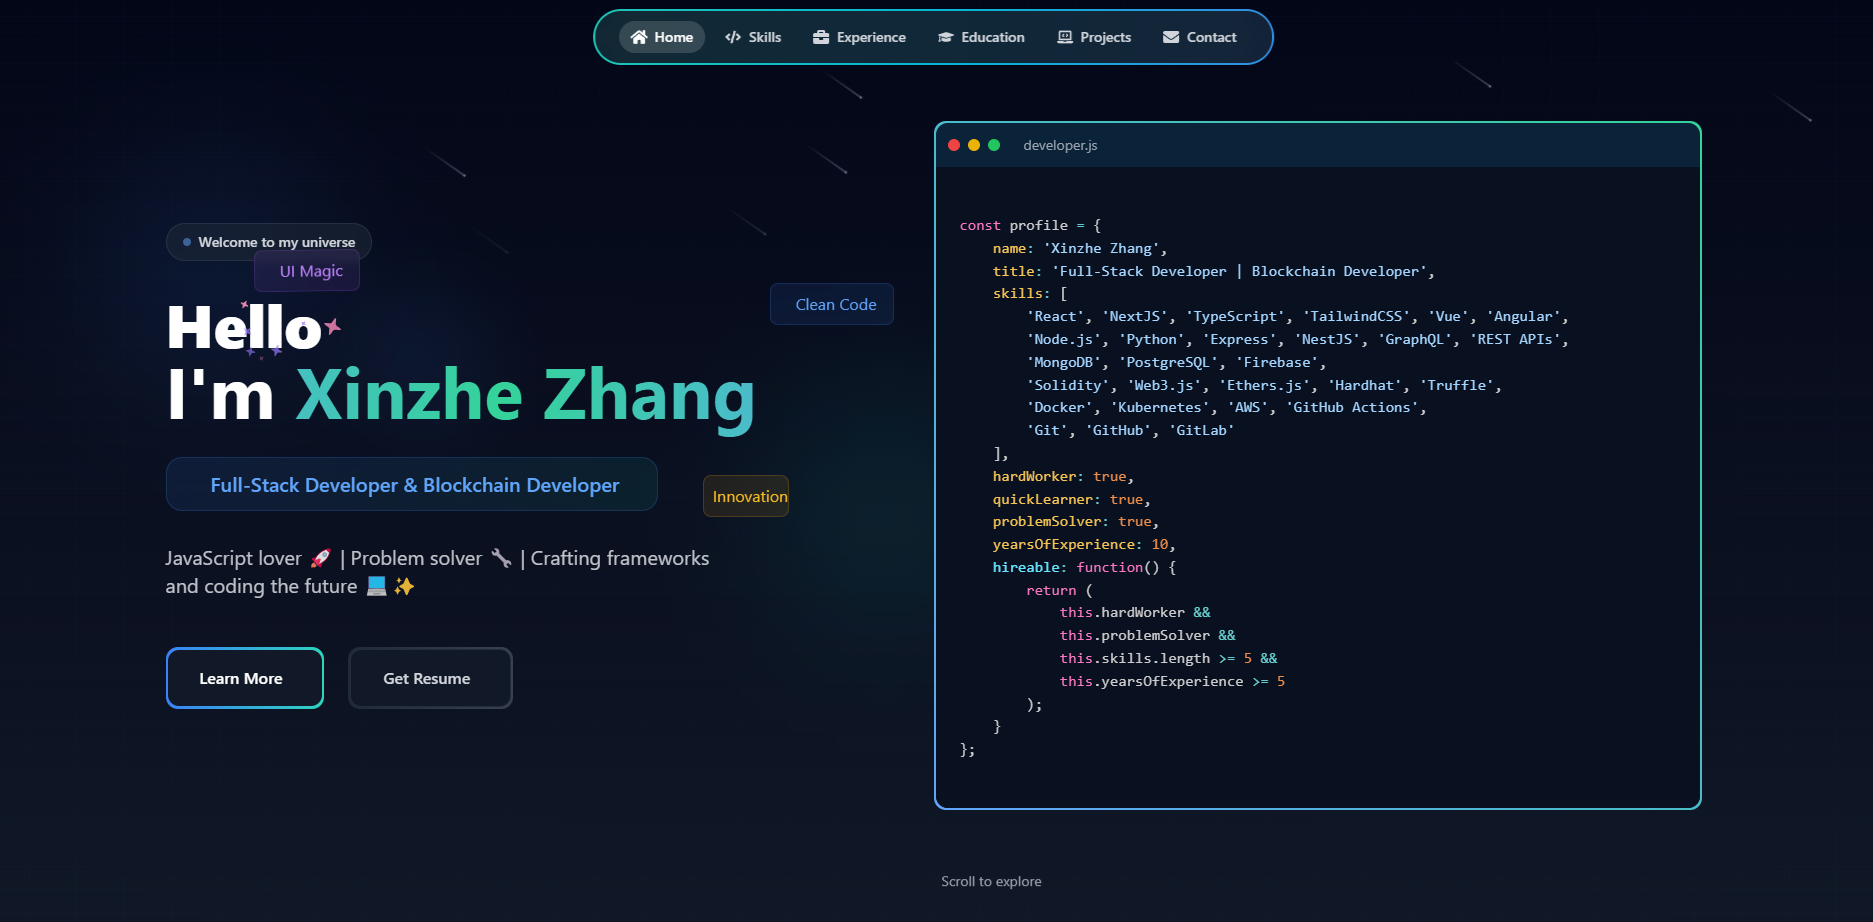 Home Skills Experience Education Projects Contact
Welcome to my universe
UI Magic
Clean Code
Hello
I'm Xinzhe Zhang
Full-Stack Developer & Blockchain Developer
Innovation
JavaScript lover 🚀 | Problem solver 🔧 | Crafting frameworks
and coding the future 💻 ✨
Learn More Get Resume
developer.js
const profile = {
    name: 'Xinzhe Zhang',
    title: 'Full-Stack Developer | Blockchain Developer',
    skills: [
        'React', 'NextJS', 'TypeScript', 'TailwindCSS', 'Vue', 'Angular',
        'Node.js', 'Python', 'Express', 'NestJS', 'GraphQL', 'REST APIs',
        'MongoDB', 'PostgreSQL', 'Firebase',
        'Solidity', 'Web3.js', 'Ethers.js', 'Hardhat', 'Truffle',
        'Docker', 'Kubernetes', 'AWS', 'GitHub Actions',
        'Git', 'GitHub', 'GitLab'
    ],
    hardWorker: true,
    quickLearner: true,
    problemSolver: true,
    yearsOfExperience: 10,
    hireable: function() {
        return (
            this.hardWorker &&
            this.problemSolver &&
            this.skills.length >= 5 &&
            this.yearsOfExperience >= 5
        );
    }
};
Scroll to explore